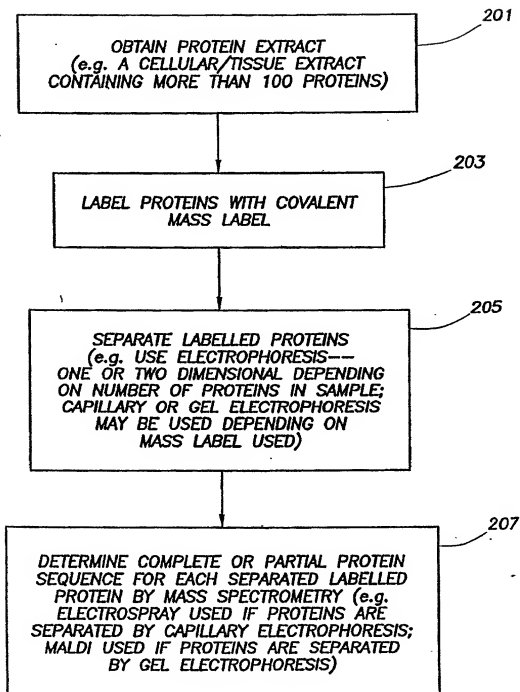 201
OBTAIN PROTEIN EXTRACT
(e.g. A CELLULAR/TISSUE EXTRACT
CONTAINING MORE THAN 100 PROTEINS)
203
LABEL PROTEINS WITH COVALENT
MASS LABEL
205
SEPARATE LABELLED PROTEINS
(e.g. USE ELECTROPHORESIS--
ONE OR TWO DIMENSIONAL DEPENDING
ON NUMBER OF PROTEINS IN SAMPLE;
CAPILLARY OR GEL ELECTROPHORESIS
MAY BE USED DEPENDING ON
MASS LABEL USED)
207
DETERMINE COMPLETE OR PARTIAL PROTEIN
SEQUENCE FOR EACH SEPARATED LABELLED
PROTEIN BY MASS SPECTROMETRY (e.g.
ELECTROSPRAY USED IF PROTEINS ARE
SEPARATED BY CAPILLARY ELECTROPHORESIS;
MALDI USED IF PROTEINS ARE SEPARATED
BY GEL ELECTROPHORESIS)